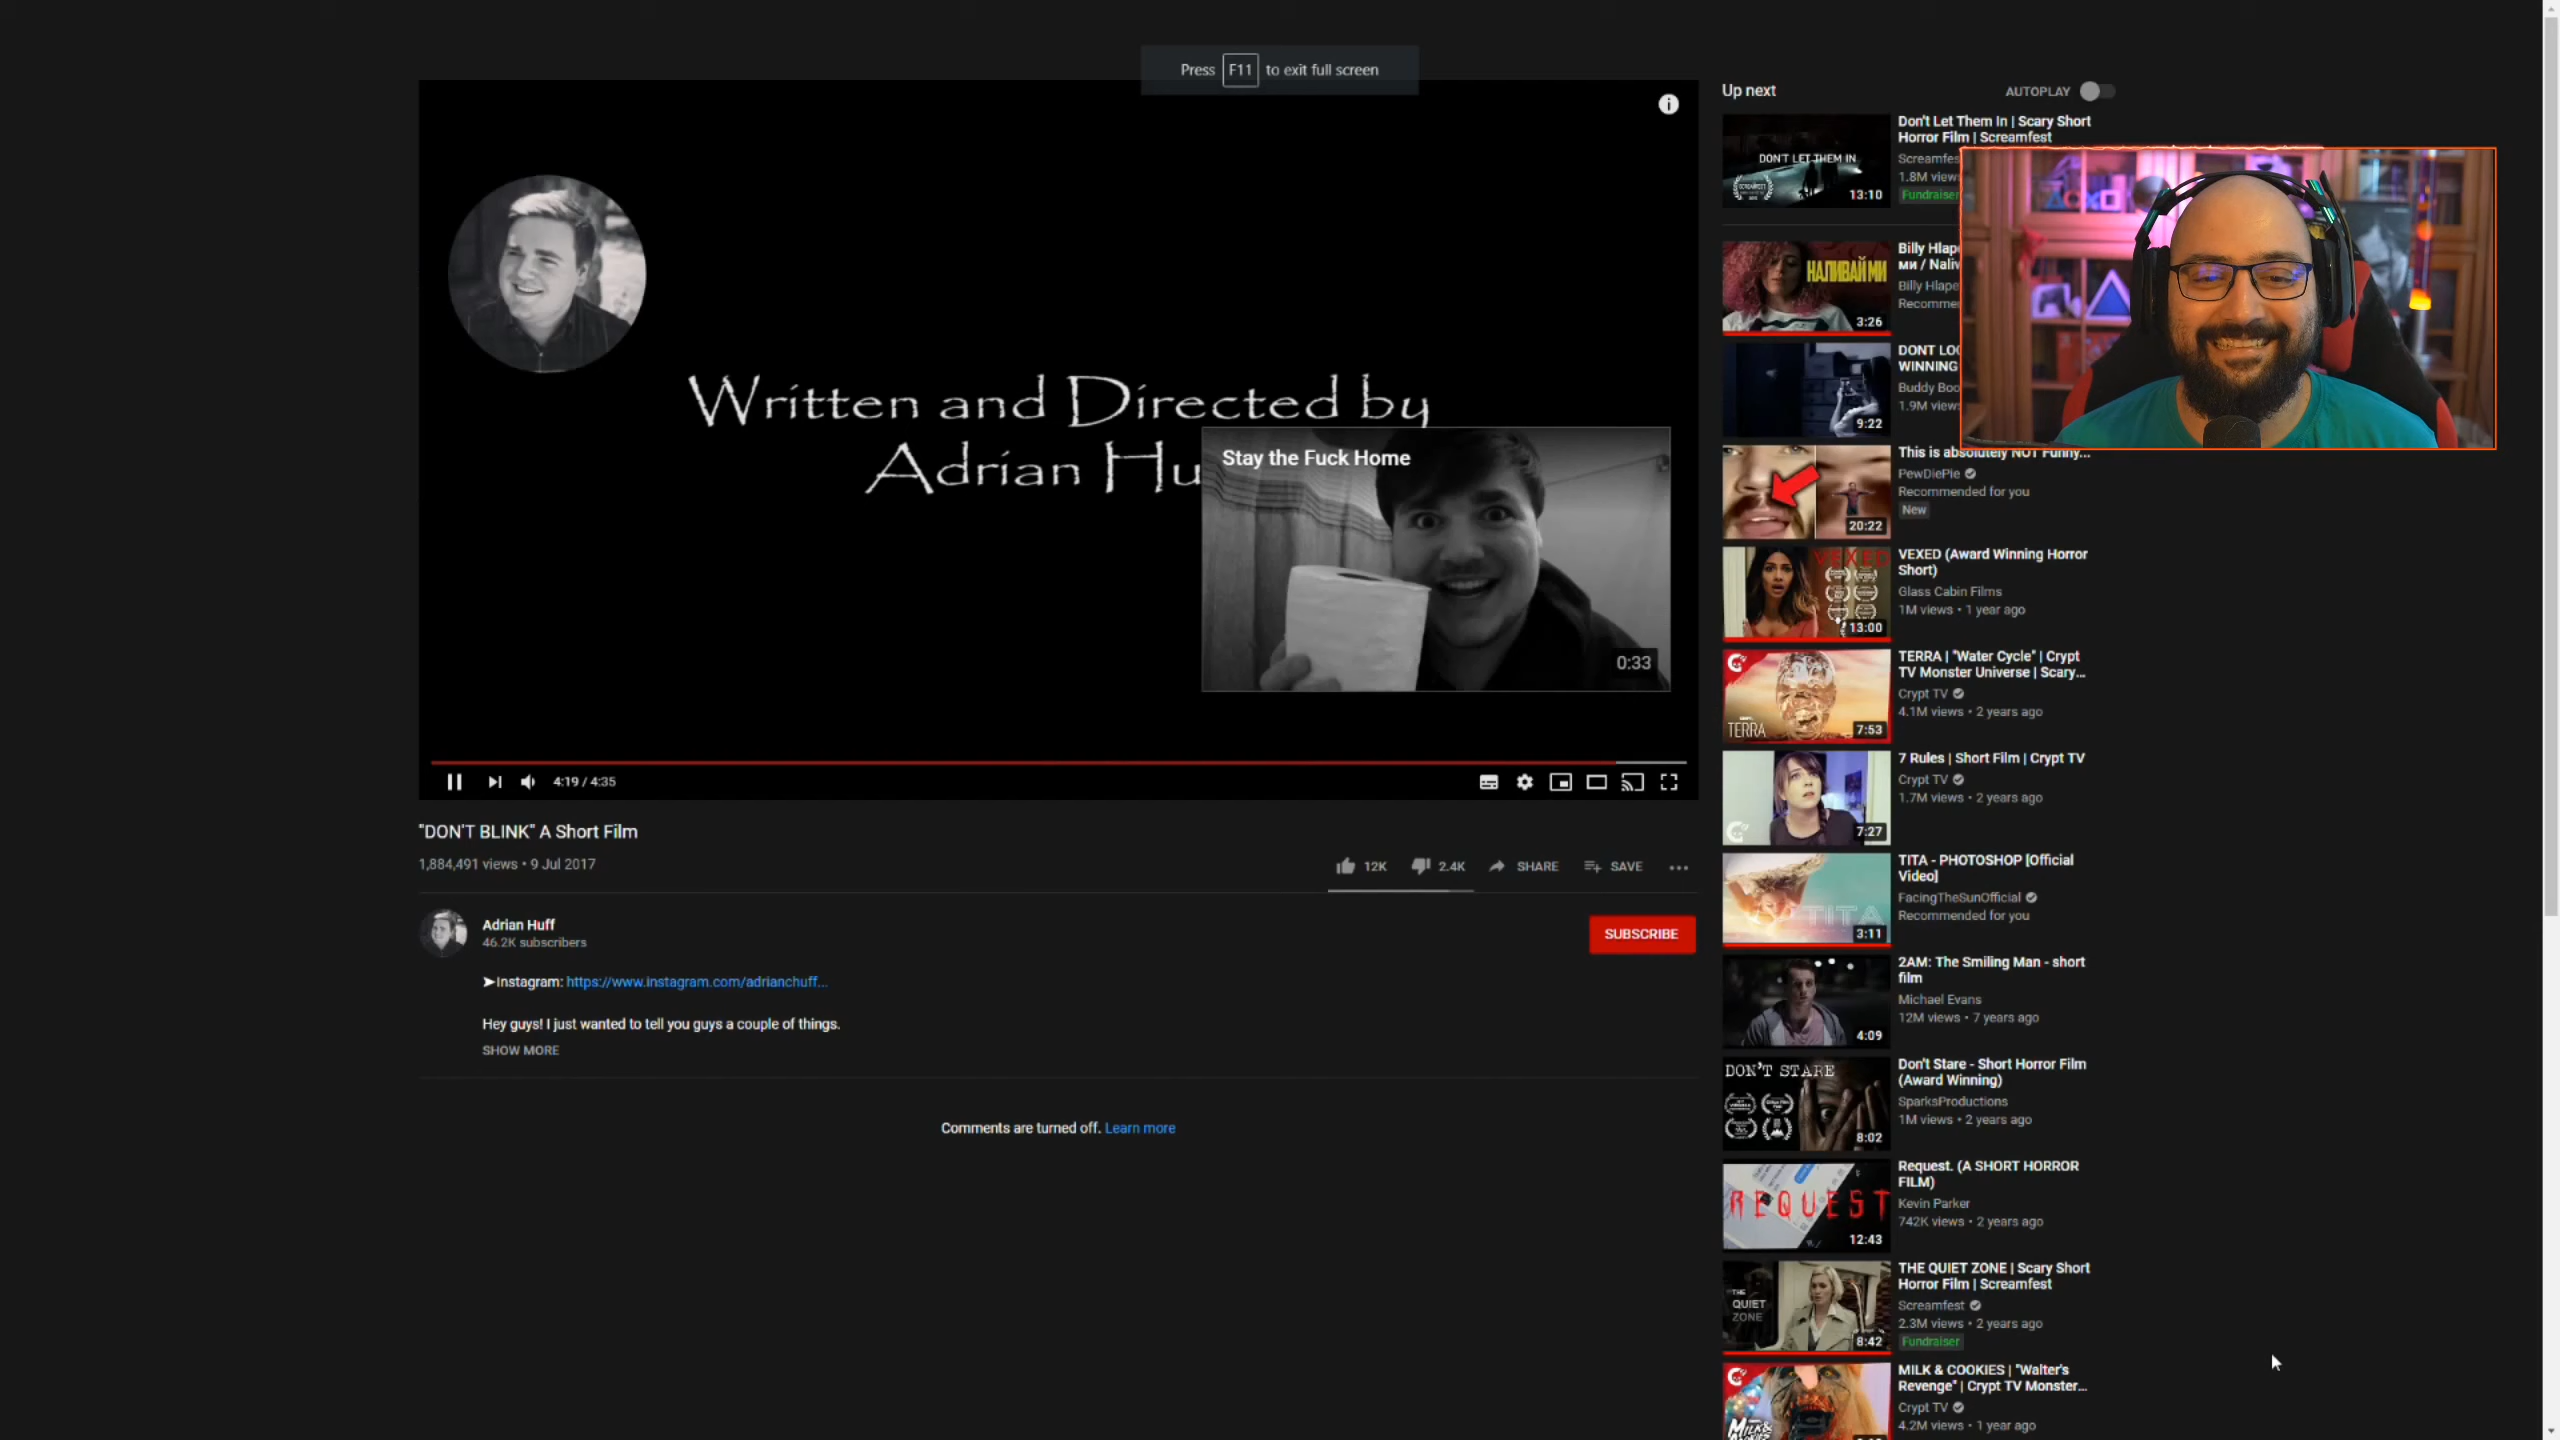 Press F11 to exit full screen
Written and Directed by
Adrian Hu
Stay the Fuck Home
0:33
4:19 / 4:35
"DON'T BLINK" A Short Film
1,884,491 views • 9 Jul 2017
12K
2.4K
SHARE
SAVE
Adrian Huff
46.2K subscribers
SUBSCRIBE
➤Instagram: https://www.instagram.com/adrianchuff...
Hey guys! I just wanted to tell you guys a couple of things.
SHOW MORE
Comments are turned off. Learn more
Up next
AUTOPLAY
DON'T LET THEM IN
13:10
Don't Let Them In | Scary Short
Horror Film | Screamfest
Screamfes
1.8M view
Fundraiser
НАЛИВАЙ МИ
3:26
Billy Hlap
ми / Naliv
Billy Hlape
Recomme
9:22
DONT LO
WINNING
Buddy Boo
1.9M view
20:22
This is absolutely NOT Funny...
PewDiePie
Recommended for you
New
VEXED
13:00
VEXED (Award Winning Horror
Short)
Glass Cabin Films
1M views • 1 year ago
TERRA
7:53
TERRA | "Water Cycle" | Crypt
TV Monster Universe | Scary...
Crypt TV
4.1M views • 2 years ago
7:27
7 Rules | Short Film | Crypt TV
Crypt TV
1.7M views • 2 years ago
TITA
3:11
TITA - PHOTOSHOP [Official
Video]
FacingTheSunOfficial
Recommended for you
4:09
2AM: The Smiling Man - short
film
Michael Evans
12M views • 7 years ago
DON'T STARE
8:02
Don't Stare - Short Horror Film
(Award Winning)
SparksProductions
1M views • 2 years ago
REQUEST
12:43
Request. (A SHORT HORROR
FILM)
Kevin Parker
742K views • 2 years ago
THE
QUIET
ZONE
8:42
THE QUIET ZONE | Scary Short
Horror Film | Screamfest
Screamfest
2.3M views • 2 years ago
Fundraiser
MILK &
MILK & COOKIES | "Walter's
Revenge" | Crypt TV Monster...
Crypt TV
4.2M views • 1 year ago